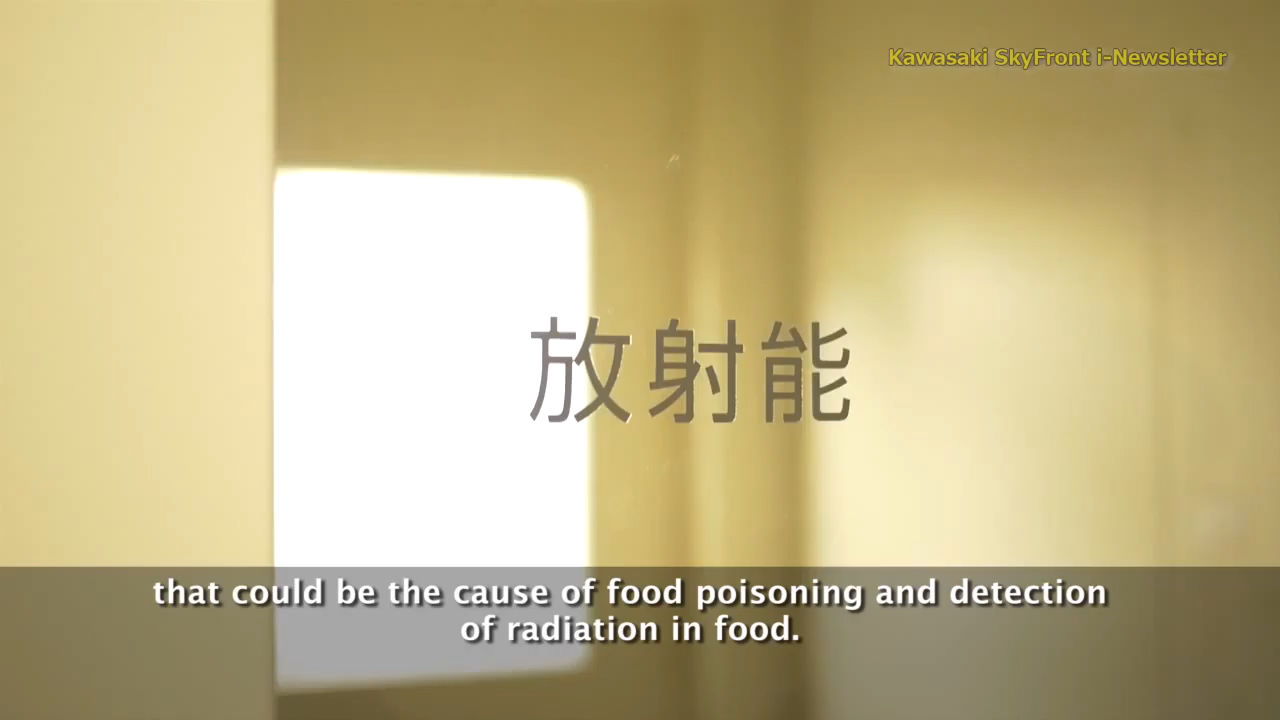 Kawasaki SkyFront i-Newsletter
放射能
that could be the cause of food poisoning and detection
of radiation in food.